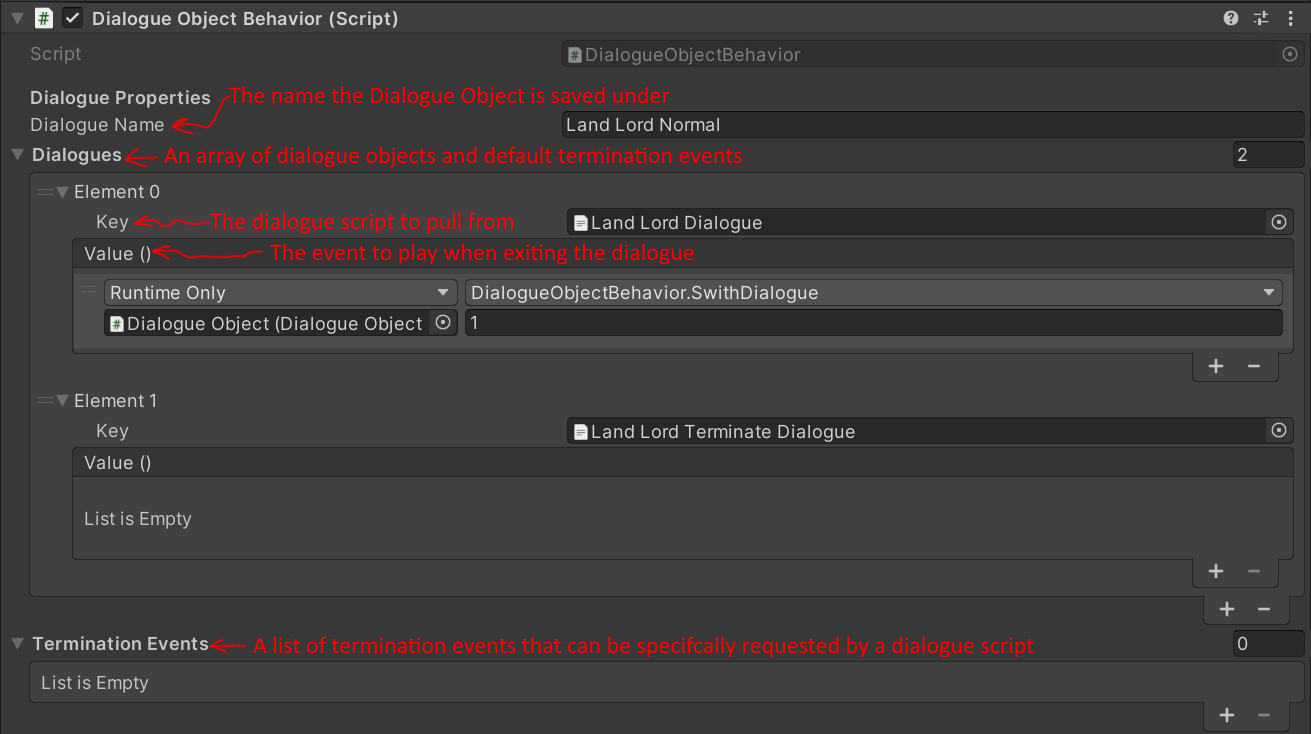 Dialogue Object Behavior (Script)
Script DialogueObjectBehavior
Dialogue Properties The name the Dialogue Object is saved under
Dialogue Name Land Lord Normal
Dialogues An array of dialogue objects and default termination events 2
Element 0
Key The dialogue script to pull from Land Lord Dialogue
Value () The event to play when exiting the dialogue
Runtime Only DialogueObjectBehavior.SwithDialogue
Dialogue Object (Dialogue Object 1
Element 1
Key Land Lord Terminate Dialogue
Value ()
List is Empty
Termination Events A list of termination events that can be specifcally requested by a dialogue script 0
List is Empty